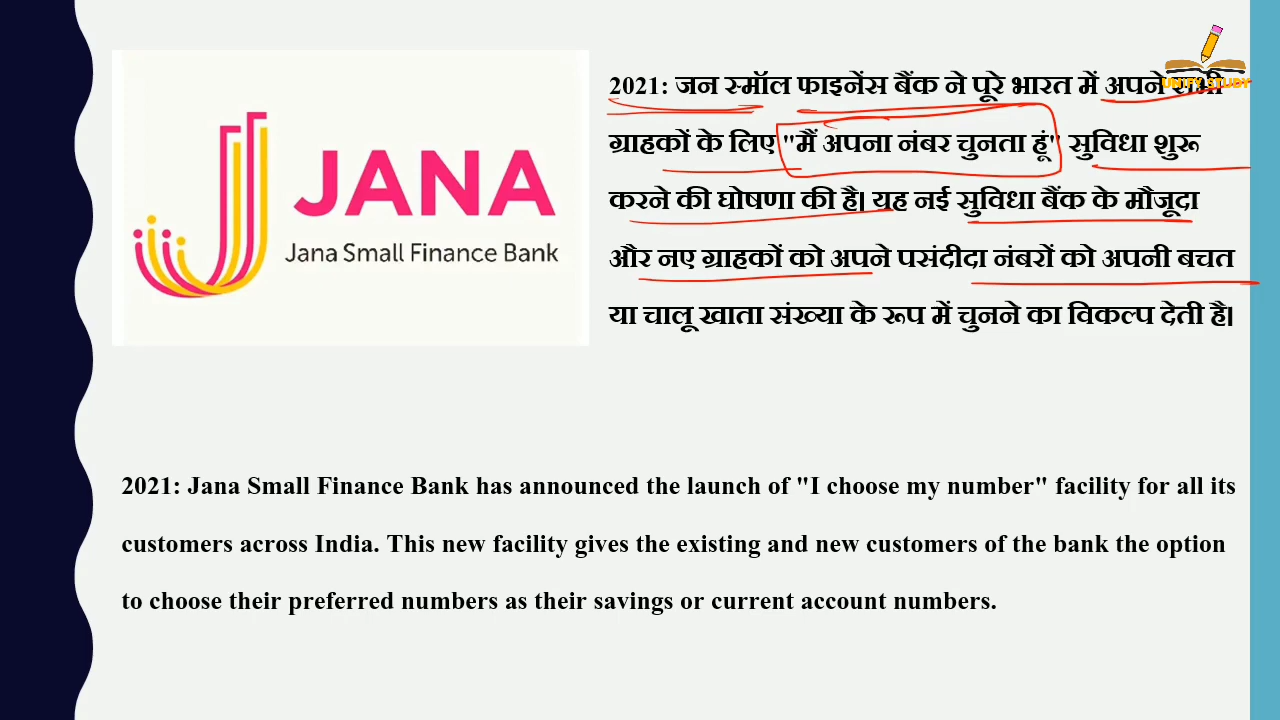 JANA
Jana Small Finance Bank
2021: जन स्मॉल फाइनेंस बैंक ने पूरे भारत में अपने सभी
ग्राहकों के लिए "मैं अपना नंबर चुनता हूं" सुविधा शुरू
करने की घोषणा की है। यह नई सुविधा बैंक के मौजूदा
और नए ग्राहकों को अपने पसंदीदा नंबरों को अपनी बचत
या चालू खाता संख्या के रूप में चुनने का विकल्प देती है।
UNIFY STUDY
2021: Jana Small Finance Bank has announced the launch of "I choose my number" facility for all its
customers across India. This new facility gives the existing and new customers of the bank the option
to choose their preferred numbers as their savings or current account numbers.